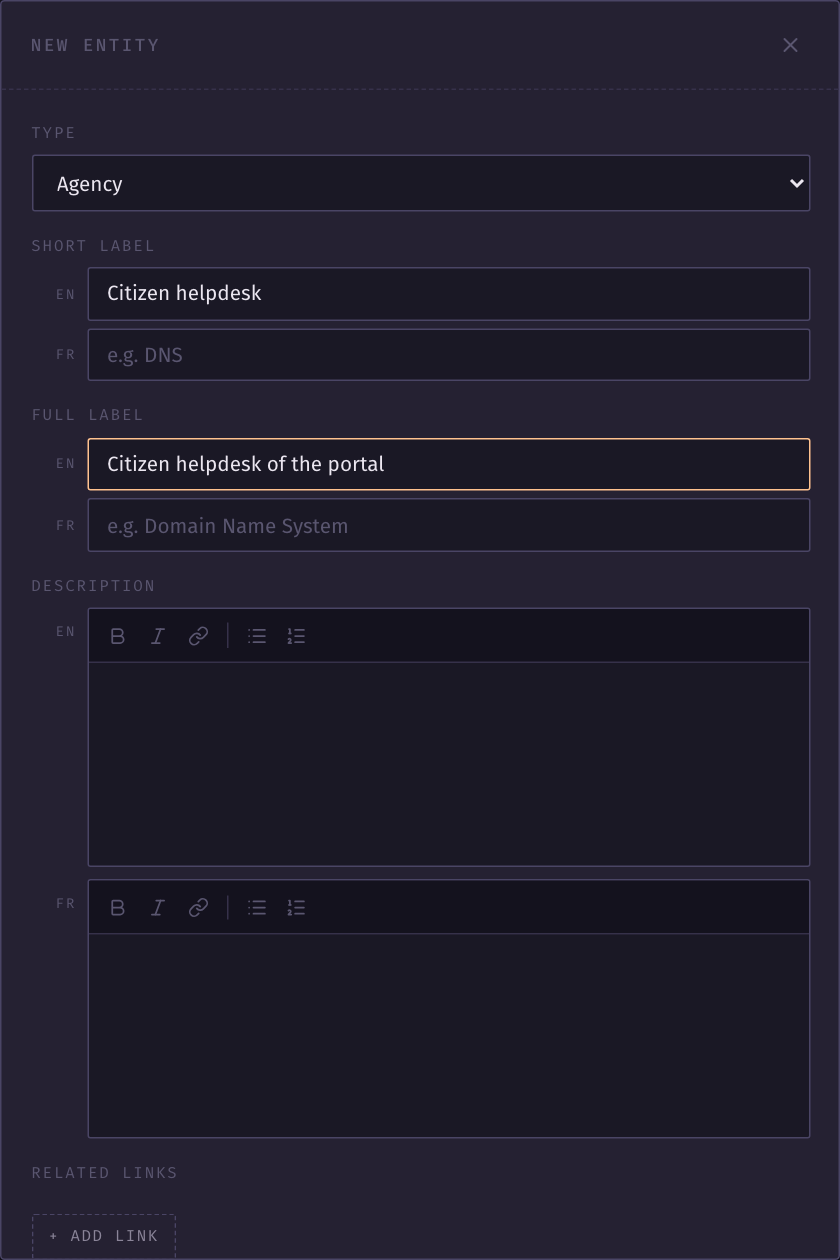 NEW ENTITY
TYPE
Agency
SHORT LABEL
EN
Citizen helpdesk
FR
e.g. DNS
FULL LABEL
EN
Citizen helpdesk of the portal
FR
e.g. Domain Name System
DESCRIPTION
EN
FR
RELATED LINKS
+ ADD LINK